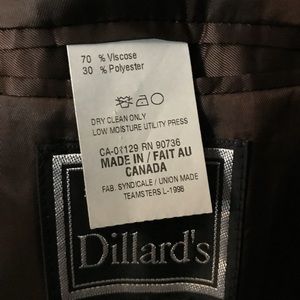 70 % Viscose
30 % Polyester
DRY CLEAN ONLY
LOW MOISTURE UTILITY PRESS
CA-01129 RN 90736
MADE IN / FAIT AU
CANADA
FAB. SYNDICALE / UNION MADE
TEAMSTERS L-1998
Dillard's